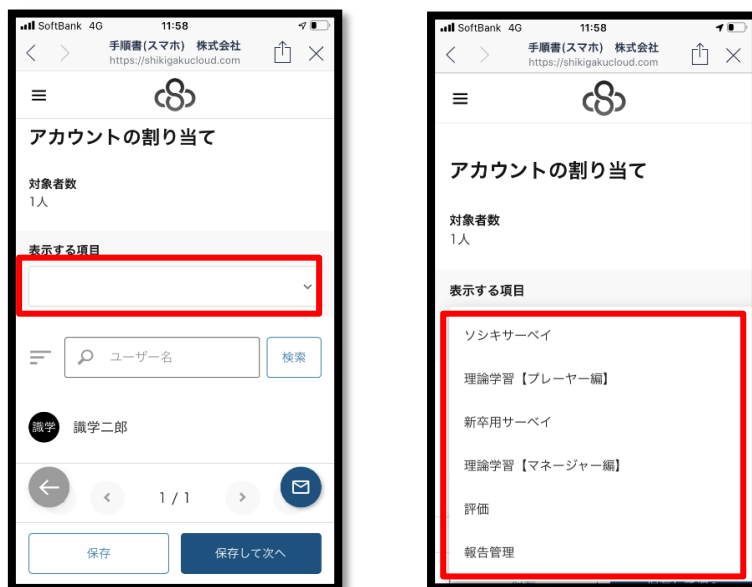 SoftBank 4G 11:58
手順書(スマホ) 株式会社
https://shikigakucloud.com
アカウントの割り当て
対象者数
1人
表示する項目
ユーザー名
検索
識学 識学二郎
1 / 1
保存
保存して次へ
SoftBank 4G 11:58
手順書(スマホ) 株式会社
https://shikigakucloud.com
アカウントの割り当て
対象者数
1人
表示する項目
ソシキサーベイ
理論学習【プレーヤー編】
新卒用サーベイ
理論学習【マネージャー編】
評価
報告管理